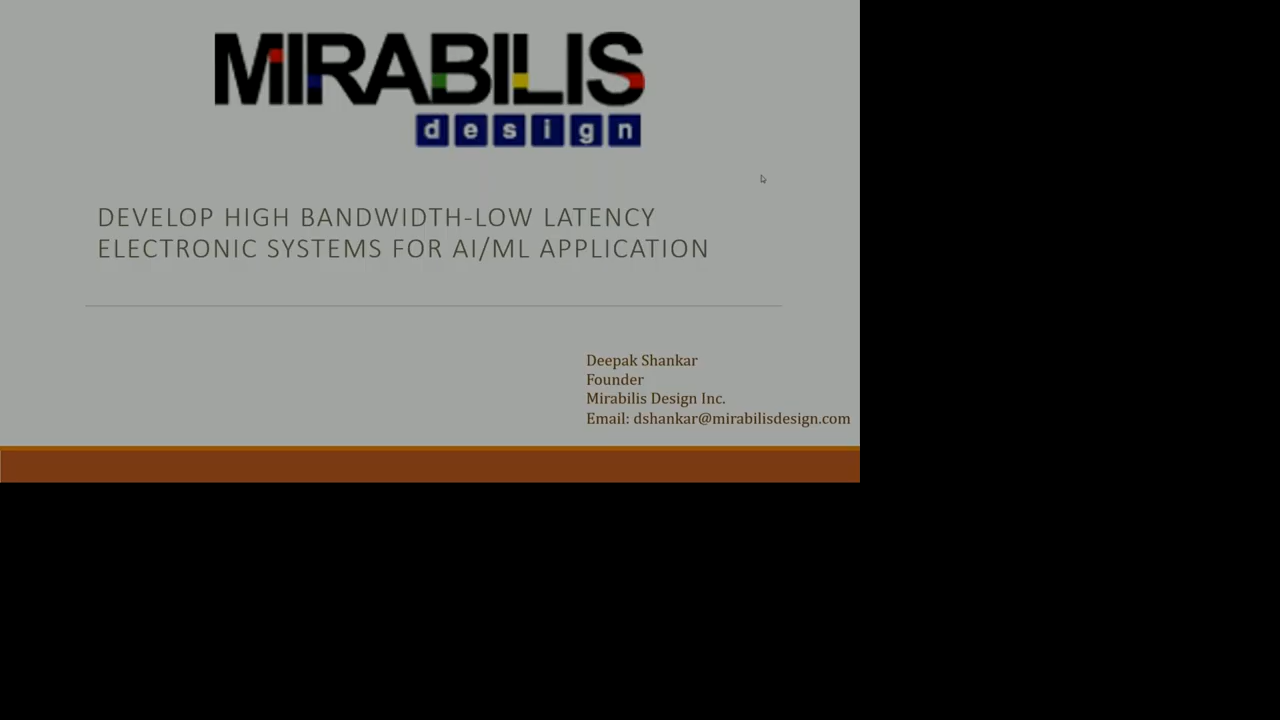 MIRABILIS
design
DEVELOP HIGH BANDWIDTH-LOW LATENCY
ELECTRONIC SYSTEMS FOR AI/ML APPLICATION
Deepak Shankar
Founder
Mirabilis Design Inc.
Email: dshankar@mirabilisdesign.com